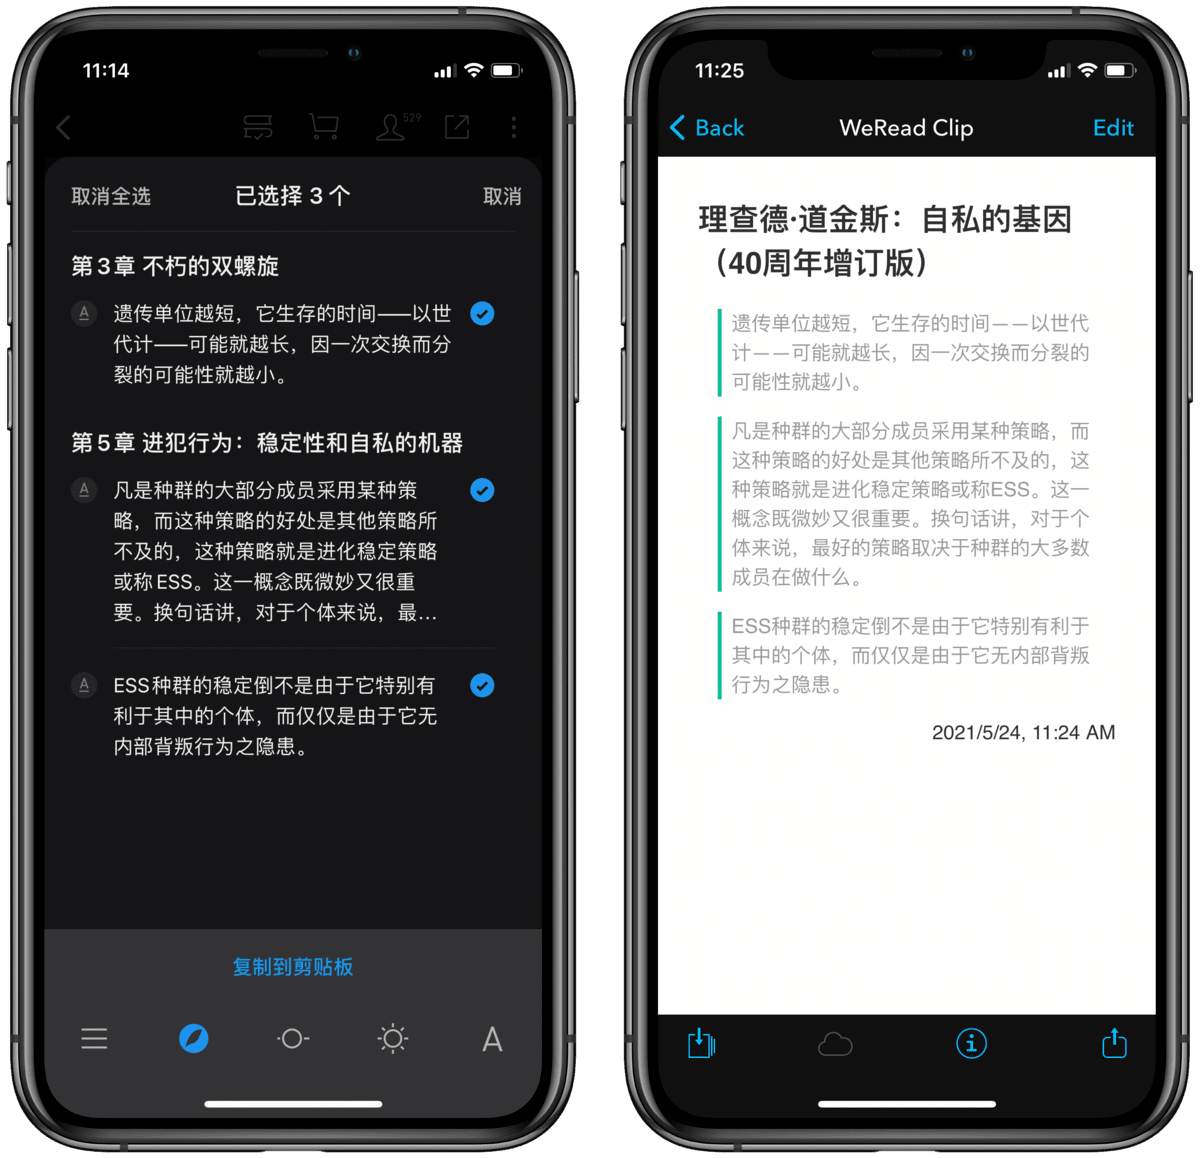 11:14
529
取消全选
已选择 3 个
取消
第 3 章 不朽的双螺旋
A
遗传单位越短，它生存的时间——以世
代计——可能就越长，因一次交换而分
裂的可能性就越小。
第 5 章 进犯行为：稳定性和自私的机器
A
凡是种群的大部分成员采用某种策
略，而这种策略的好处是其他策略所
不及的，这种策略就是进化稳定策略
或称 ESS。这一概念既微妙又很重
要。换句话讲，对于个体来说，最...
A
ESS 种群的稳定倒不是由于它特别有
利于其中的个体，而仅仅是由于它无
内部背叛行为之隐患。
复制到剪贴板
A
11:25
Back
WeRead Clip
Edit
理查德·道金斯：自私的基因
（40周年增订版）
遗传单位越短，它生存的时间——以世代
计——可能就越长，因一次交换而分裂的
可能性就越小。
凡是种群的大部分成员采用某种策略，而
这种策略的好处是其他策略所不及的，这
种策略就是进化稳定策略或称ESS。这一
概念既微妙又很重要。换句话讲，对于个
体来说，最好的策略取决于种群的大多数
成员在做什么。
ESS种群的稳定倒不是由于它特别有利于
其中的个体，而仅仅是由于它无内部背叛
行为之隐患。
2021/5/24, 11:24 AM